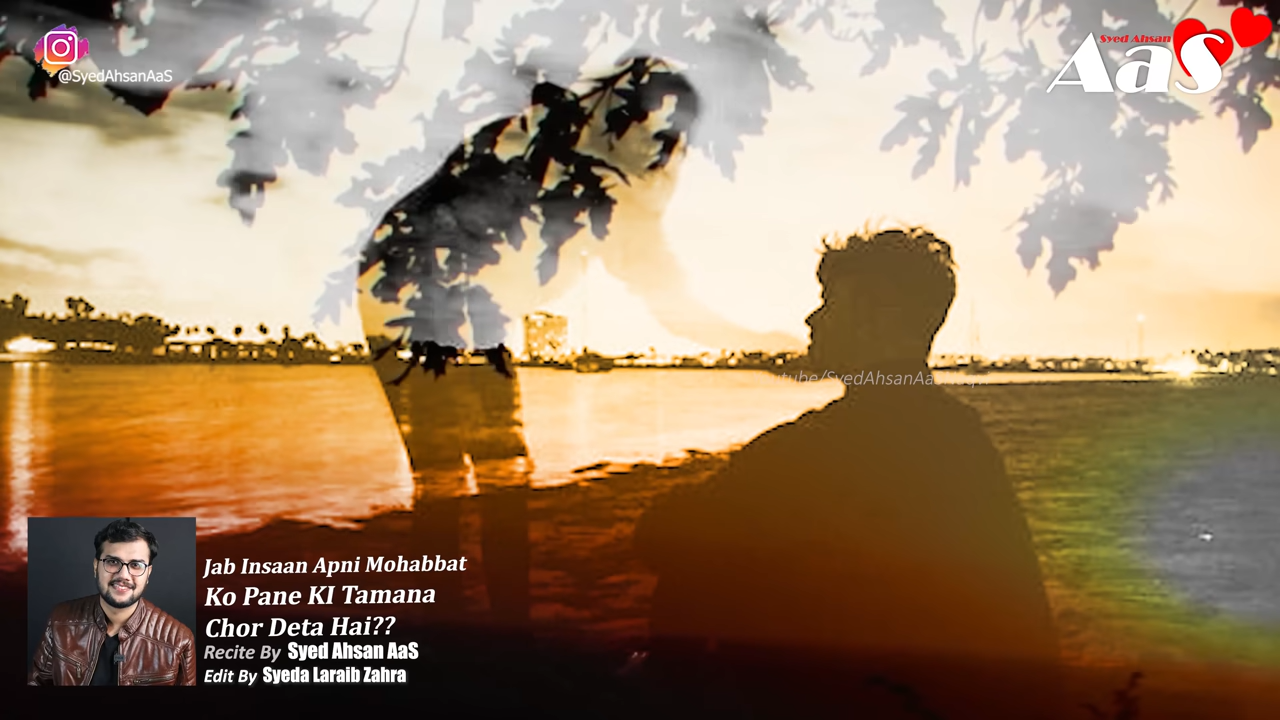 @SyedAhsanAaS
Syed Ahsan
AaS
Jab Insaan Apni Mohabbat
Ko Pane KI Tamana
Chor Deta Hai??
Recite By Syed Ahsan AaS
Edit By Syeda Laraib Zahra